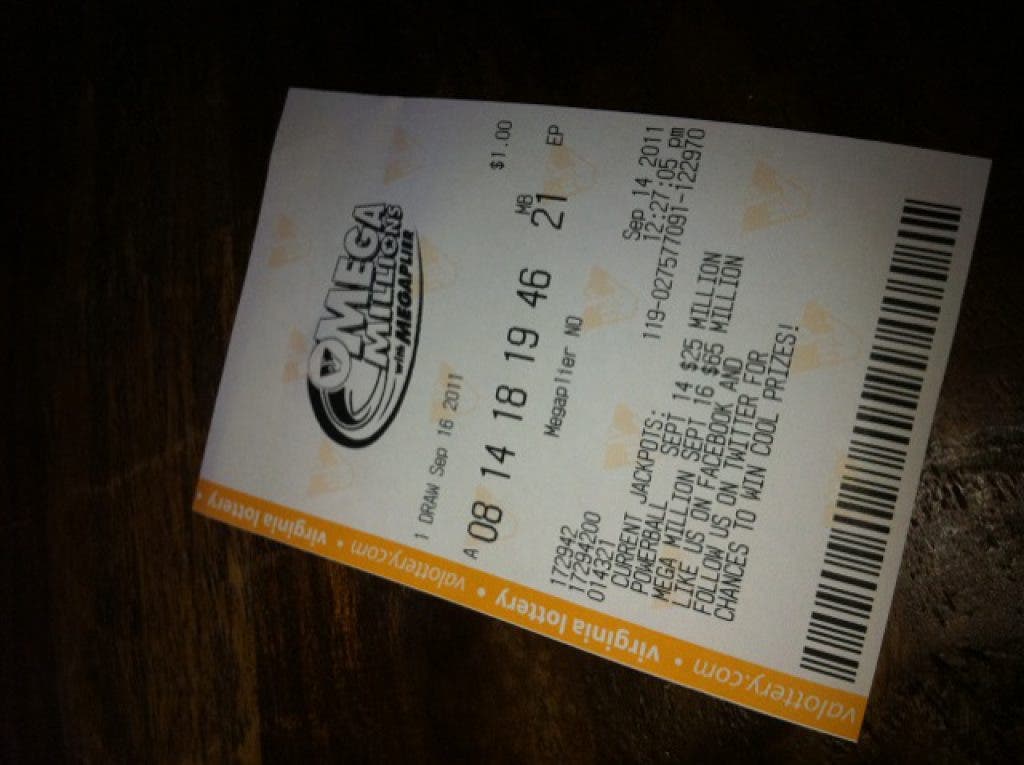 MEGA
MILLIONS
with MEGAPLIER
$1.00
1 DRAW Sep 16 2011
MB
A 08 14 18 19 46 21 EP
Megaplier NO
Sep 14 2011
172942 12:27:05 pm
17294200 119-027577091-122970
014321
CURRENT JACKPOTS:
POWERBALL SEPT 14 $25 MILLION
MEGA MILLION SEPT 16 $65 MILLION
LIKE US ON FACEBOOK AND
FOLLOW US ON TWITTER FOR
CHANCES TO WIN COOL PRIZES!
valottery.com • virginia lottery • valottery.com • virginia lottery •